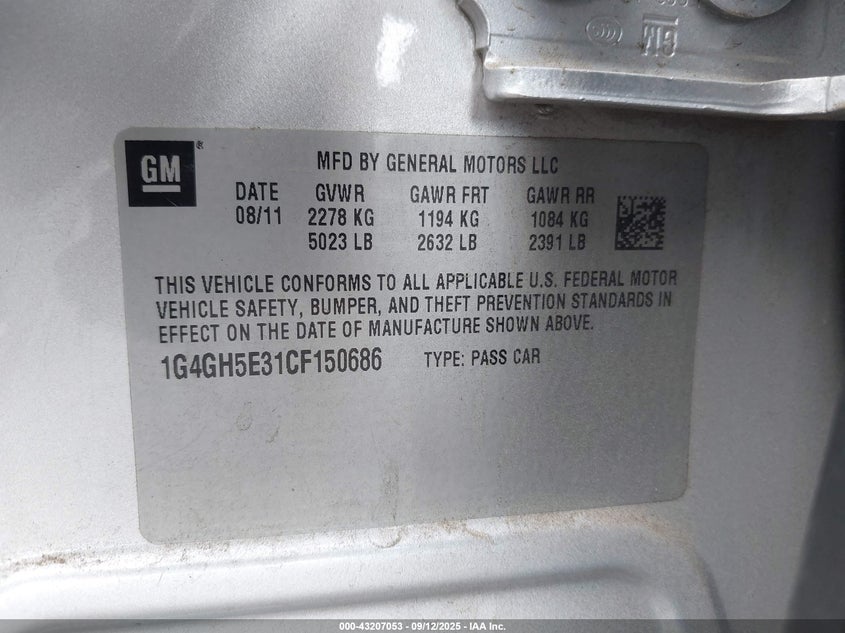 GM
GM ®
MFD BY GENERAL MOTORS LLC
DATE GVWR GAWR FRT GAWR RR
08/11 2278 KG 1194 KG 1084 KG
5023 LB 2632 LB 2391 LB
THIS VEHICLE CONFORMS TO ALL APPLICABLE U.S. FEDERAL MOTOR
VEHICLE SAFETY, BUMPER, AND THEFT PREVENTION STANDARDS IN
EFFECT ON THE DATE OF MANUFACTURE SHOWN ABOVE.
1G4GH5E31CF150686 TYPE: PASS CAR
000-43207053 - 09/12/2025 - IAA Inc.